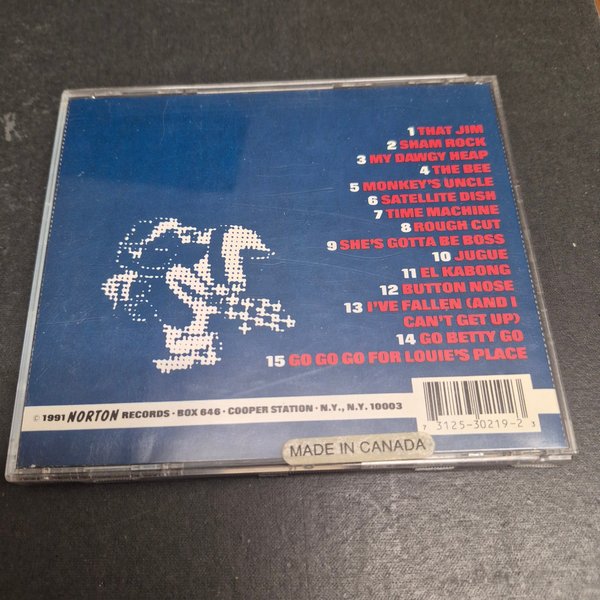 1 THAT JIM
2 SHAM ROCK
3 MY DAWGY HEAP
4 THE BEE
5 MONKEY'S UNCLE
6 SATELLITE DISH
7 TIME MACHINE
8 ROUGH CUT
9 SHE'S GOTTA BE BOSS
10 JUGUE
11 EL KABONG
12 BUTTON NOSE
13 I'VE FALLEN (AND I
CAN'T GET UP)
14 GO BETTY GO
15 GO GO GO FOR LOUIE'S PLACE
© 1991 NORTON RECORDS · BOX 646 · COOPER STATION · N.Y., N.Y. 10003
7 3125-30219-2 3
MADE IN CANADA